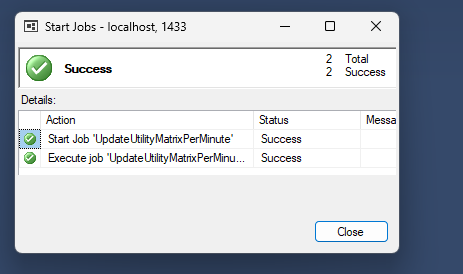 Start Jobs - localhost, 1433
Success
2 Total
2 Success
Details:
Action Status Messa
Start Job 'UpdateUtilityMatrixPerMinute' Success
Execute job 'UpdateUtilityMatrixPerMinu... Success
Close